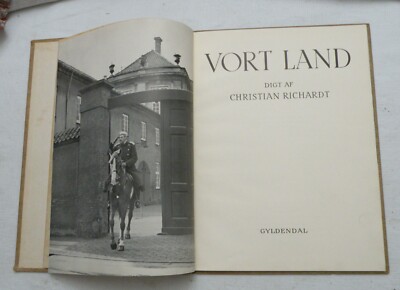 VORT LAND
DIGT AF
CHRISTIAN RICHARDT
GYLDENDAL